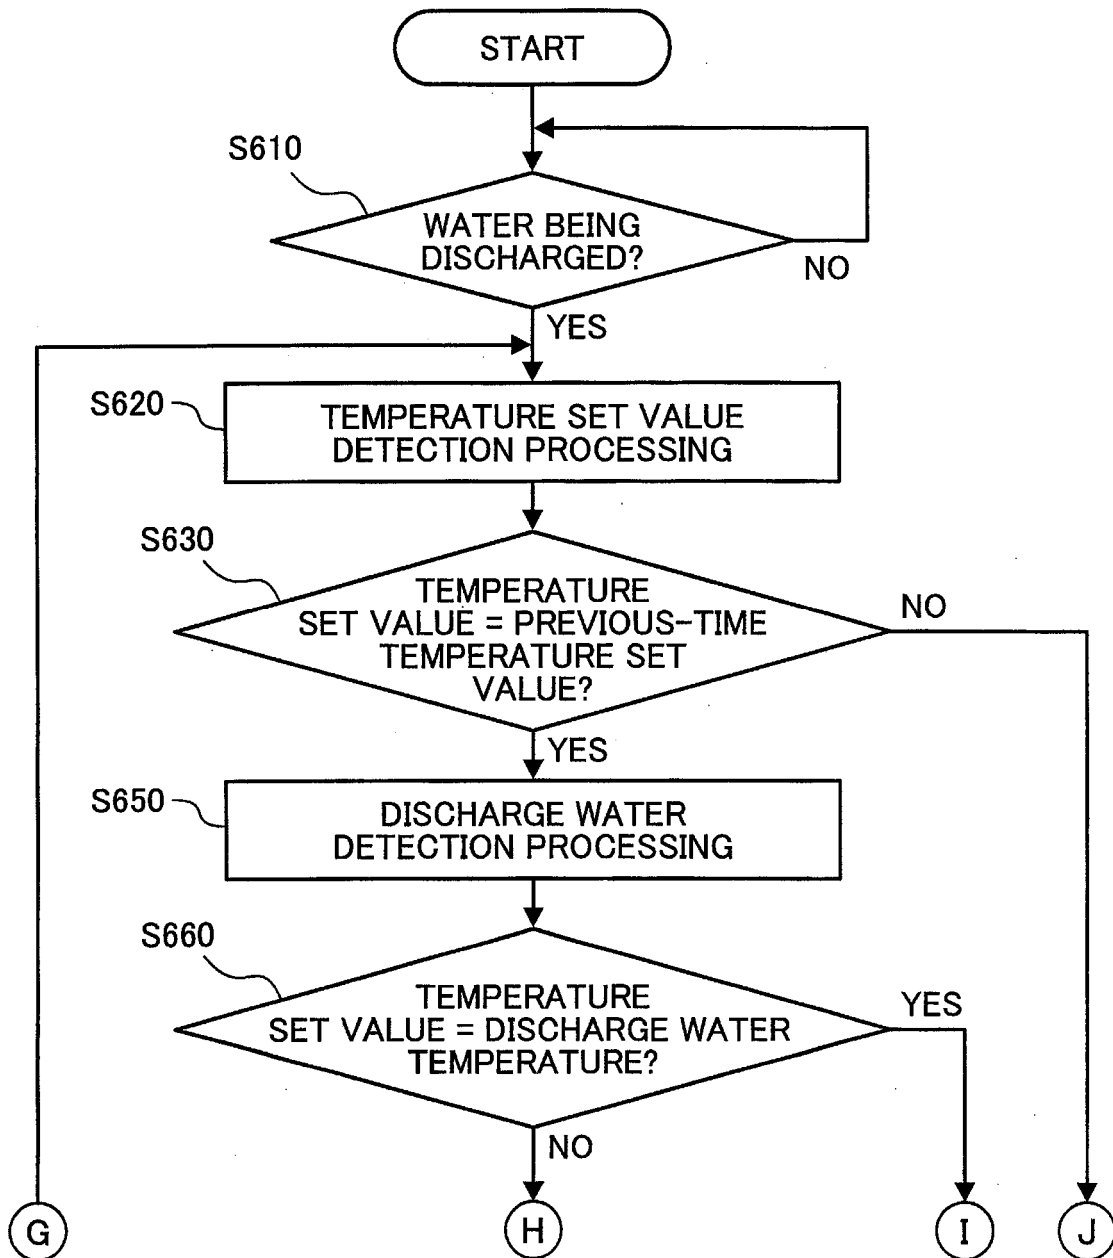 START
S610
WATER BEING
DISCHARGED?
NO
YES
S620
TEMPERATURE SET VALUE
DETECTION PROCESSING
S630
TEMPERATURE
SET VALUE = PREVIOUS-TIME
TEMPERATURE SET
VALUE?
NO
YES
S650
DISCHARGE WATER
DETECTION PROCESSING
S660
TEMPERATURE
SET VALUE = DISCHARGE WATER
TEMPERATURE?
YES
NO
G
H
I
J